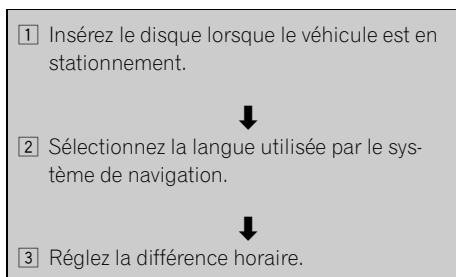 1 Insérez le disque lorsque le véhicule est en
stationnement.
2 Sélectionnez la langue utilisée par le sys-
tème de navigation.
3 Réglez la différence horaire.